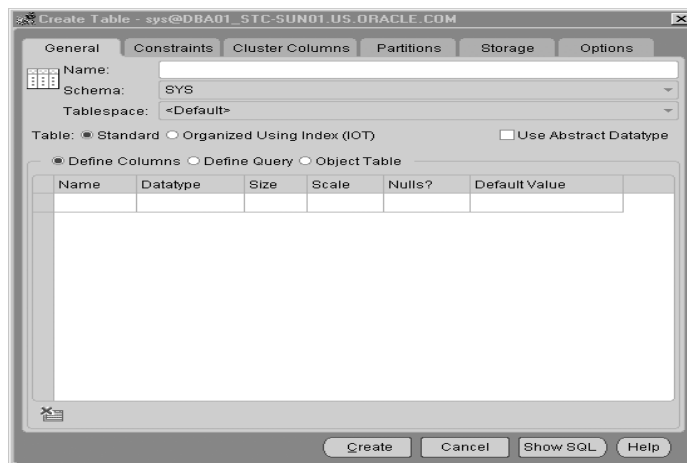 Create Table - sys@DBA01_STC-SUN01.US.ORACLE.COM
General Constraints Cluster Columns Partitions Storage Options
Name:
Schema: SYS
Tablespace: <Default>
Table: Standard Organized Using Index (IOT) Use Abstract Datatype
Define Columns Define Query Object Table
Name Datatype Size Scale Nulls? Default Value
Create Cancel Show SQL Help